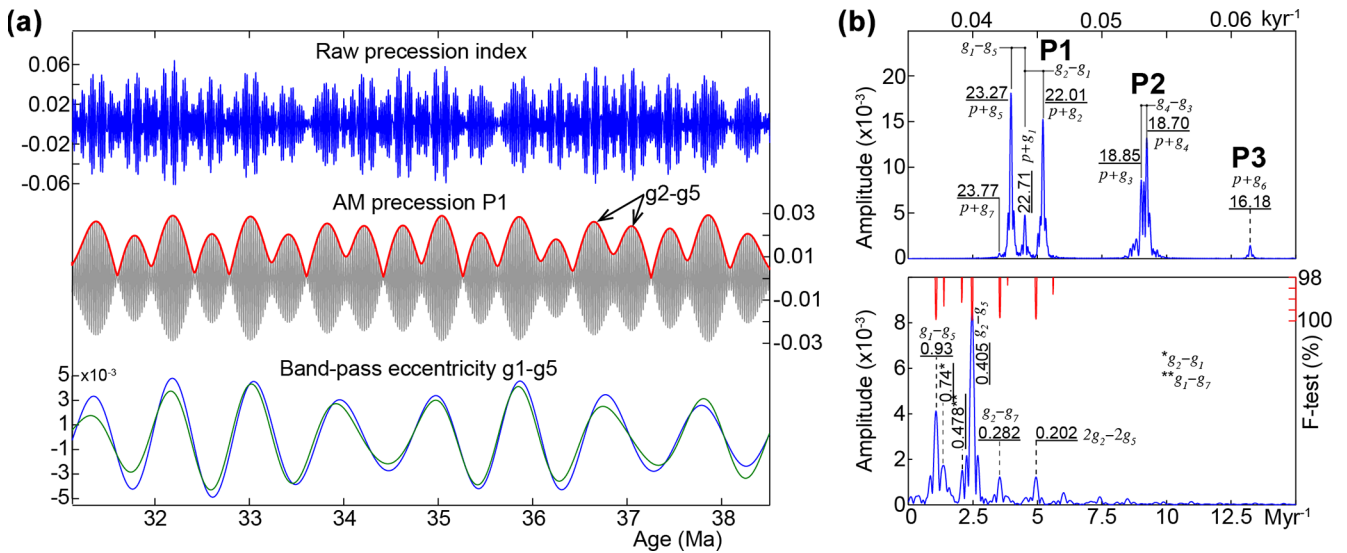 (a)
Raw precession index
0.06
0.02
-0.02
-0.06
AM precession P1
g2-g5
0.03
0.01
-0.01
-0.03
Band-pass eccentricity g1-g5
5 ×10⁻³
3
1
-1
-3
-5
32 33 34 35 36 37 38
Age (Ma)
(b)
0.04 0.05 0.06 kyr⁻¹
Amplitude (x10⁻³)
20
15
10
5
0
g₁–g₅
P1
g₂–g₁
23.27
p+g₅
22.01
p+g₂
22.71 p+g₁
23.77
p+g₇
P2
g₄–g₃
18.70
p+g₄
18.85
p+g₃
P3
p+g₆
16.18
Amplitude (x10⁻³)
8
6
4
2
0
98
100
F-test (%)
g₁–g₅
0.93
0.74*
0.478**
0.405 g₂–g₅
g₂–g₇
0.282
0.202 2g₂–2g₅
*g₂–g₁
**g₁–g₇
0 2.5 5 7.5 10 12.5 Myr⁻¹